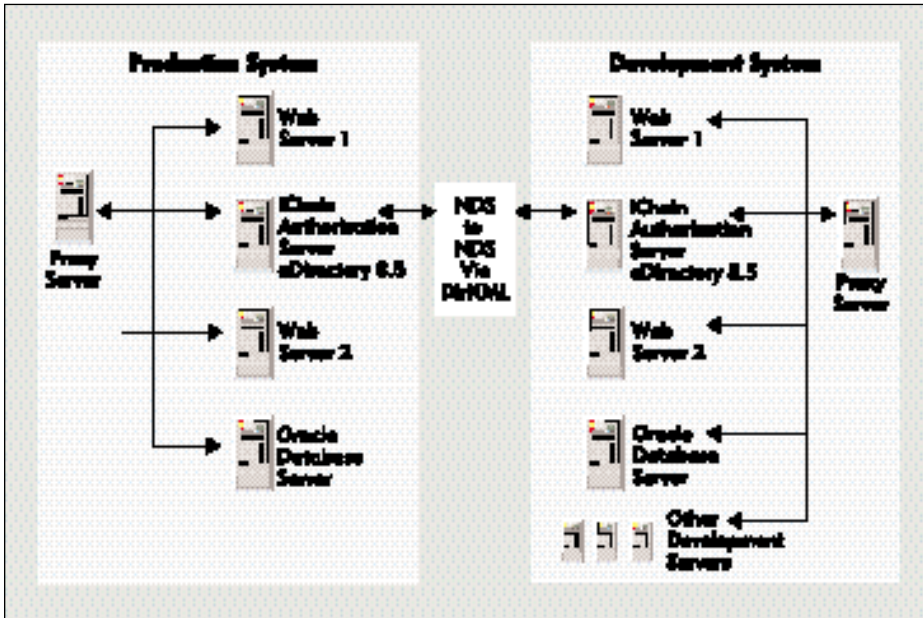 Production System
Web
Server 1
Proxy
Server
iChain
Authorization
Server
eDirectory 8.5
Web
Server 2
Oracle
Database
Server
NDS
to
NDS
Via
DirXML
Development System
Web
Server 1
iChain
Authorization
Server
eDirectory 8.5
Proxy
Server
Web
Server 2
Oracle
Database
Server
Other
Development
Servers